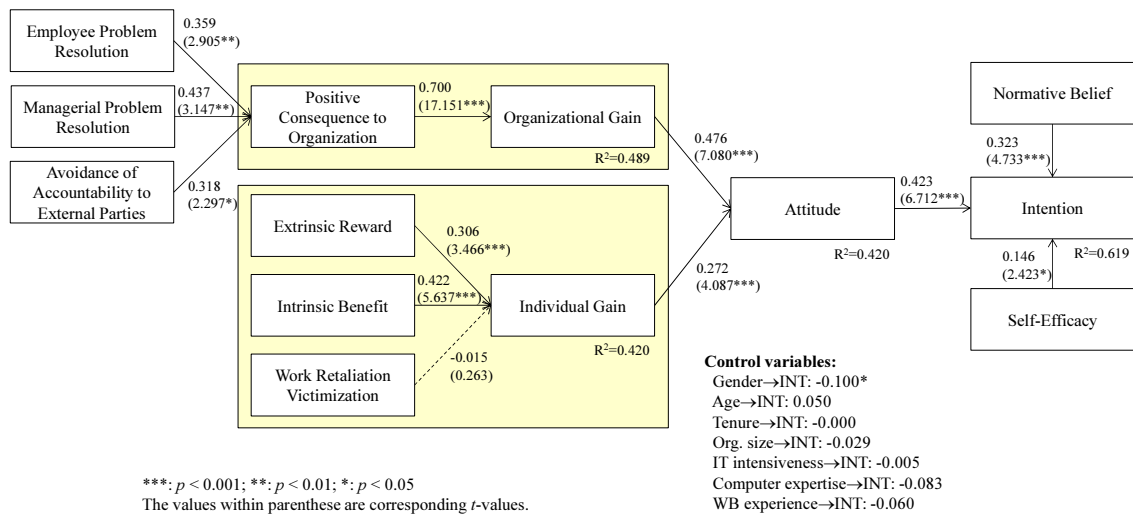 Employee Problem
Resolution
0.359
(2.905**)
Managerial Problem
Resolution
0.437
(3.147**)
Avoidance of
Accountability to
External Parties
0.318
(2.297*)
Positive
Consequence to
Organization
0.700
(17.151***)
Organizational Gain
R²=0.489
Extrinsic Reward
0.306
(3.466***)
Intrinsic Benefit
0.422
(5.637***)
Individual Gain
R²=0.420
Work Retaliation
Victimization
-0.015
(0.263)
0.476
(7.080***)
0.272
(4.087***)
Attitude
R²=0.420
0.423
(6.712***)
Normative Belief
0.323
(4.733***)
Intention
R²=0.619
0.146
(2.423*)
Self-Efficacy
Control variables:
Gender→INT: -0.100*
Age→INT: 0.050
Tenure→INT: -0.000
Org. size→INT: -0.029
IT intensiveness→INT: -0.005
Computer expertise→INT: -0.083
WB experience→INT: -0.060
***: p < 0.001; **: p < 0.01; *: p < 0.05
The values within parenthese are corresponding t-values.